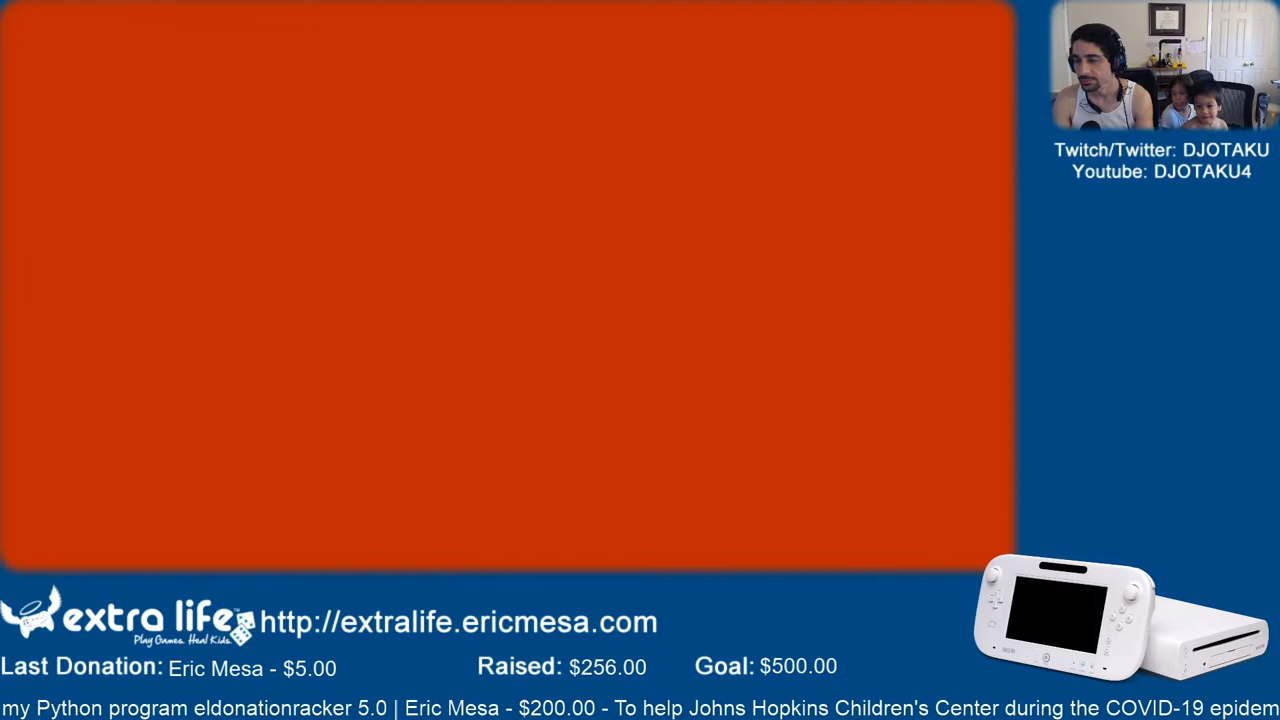 Twitch/Twitter: DJOTAKU
Youtube: DJOTAKU4
extra life
Play Games. Heal Kids.
http://extralife.ericmesa.com
Last Donation: Eric Mesa - $5.00 Raised: $256.00 Goal: $500.00
my Python program eldonationracker 5.0 | Eric Mesa - $200.00 - To help Johns Hopkins Children's Center during the COVID-19 epidem